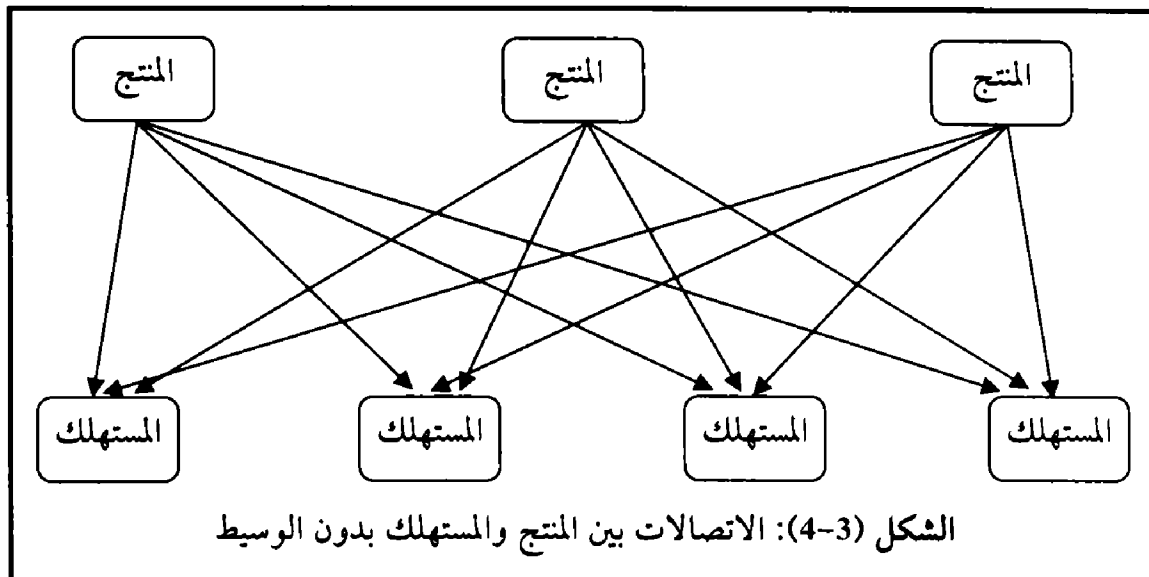 المنتج
المنتج
المنتج
المستهلك
المستهلك
المستهلك
المستهلك
الشكل (3-4): الاتصالات بين المنتج والمستهلك بدون الوسيط